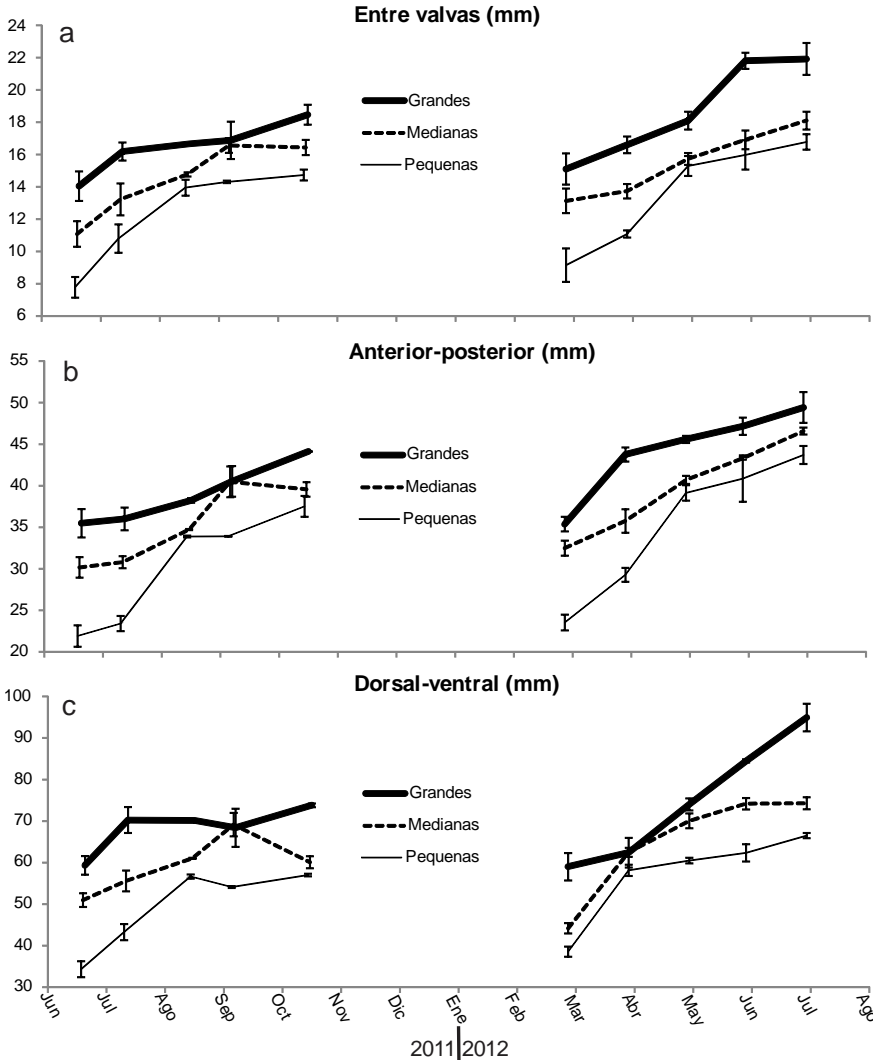 Entre valvas (mm)
a
24
22
20
18
16
14
12
10
8
6
Grandes
Medianas
Pequenas
Anterior-posterior (mm)
b
55
50
45
40
35
30
25
20
Grandes
Medianas
Pequenas
Dorsal-ventral (mm)
c
100
90
80
70
60
50
40
30
Grandes
Medianas
Pequenas
Jun Jul Ago Sep Oct Nov Dic Ene Feb Mar Abr May Jun Jul Ago
2011 2012